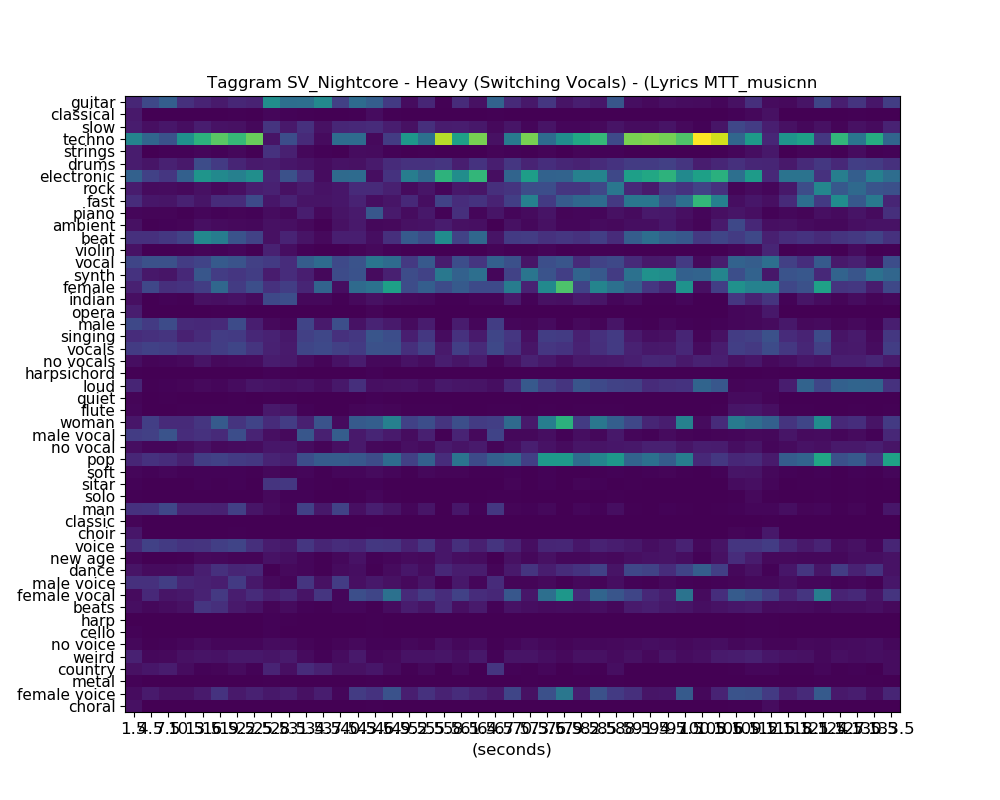 Taggram SV_Nightcore - Heavy (Switching Vocals) - (Lyrics MTT_musicnn
guitar
classical
slow
techno
strings
drums
electronic
rock
fast
piano
ambient
beat
violin
vocal
synth
female
indian
opera
male
singing
vocals
no vocals
harpsichord
loud
quiet
flute
woman
male vocal
no vocal
pop
soft
sitar
solo
man
classic
choir
voice
new age
dance
male voice
female vocal
beats
harp
cello
no voice
weird
country
metal
female voice
choral
(seconds)